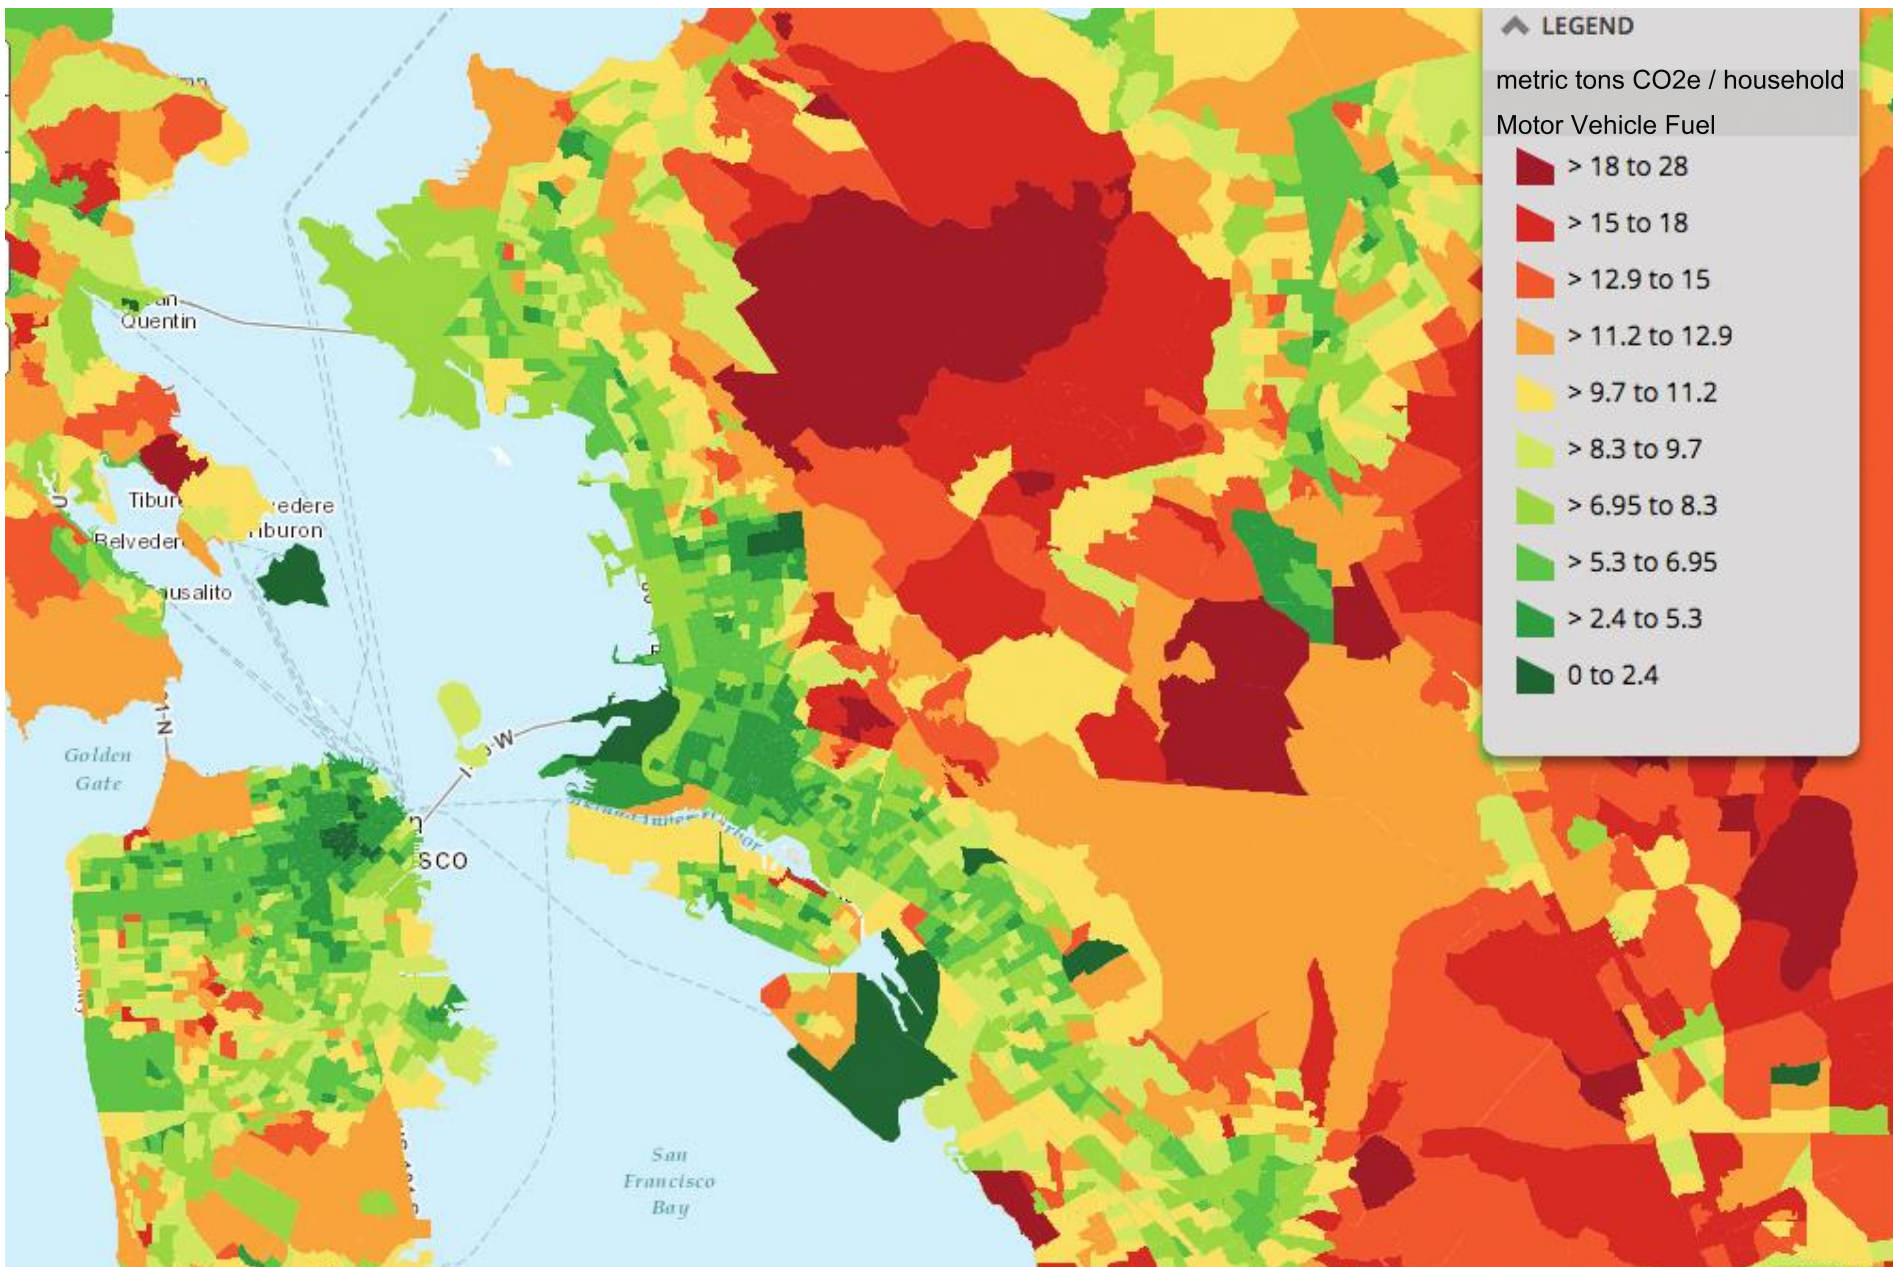 LEGEND
metric tons CO2e / household
Motor Vehicle Fuel
> 18 to 28
> 15 to 18
> 12.9 to 15
> 11.2 to 12.9
> 9.7 to 11.2
> 8.3 to 9.7
> 6.95 to 8.3
> 5.3 to 6.95
> 2.4 to 5.3
0 to 2.4
Quentin
vedere
iburon
Tibur
Belveder
usalito
Golden
Gate
sco
San
Francisco
Bay